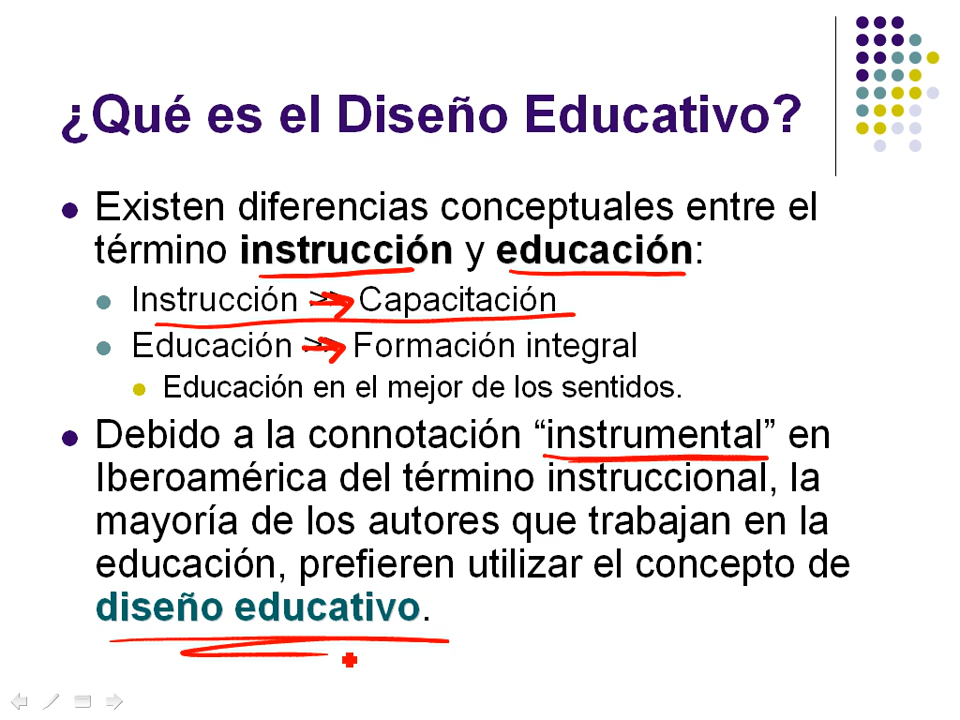 ¿Qué es el Diseño Educativo?
Existen diferencias conceptuales entre el
término instrucción y educación:
Instrucción >> Capacitación
Educación >> Formación integral
Educación en el mejor de los sentidos.
Debido a la connotación “instrumental” en
Iberoamérica del término instruccional, la
mayoría de los autores que trabajan en la
educación, prefieren utilizar el concepto de
diseño educativo.